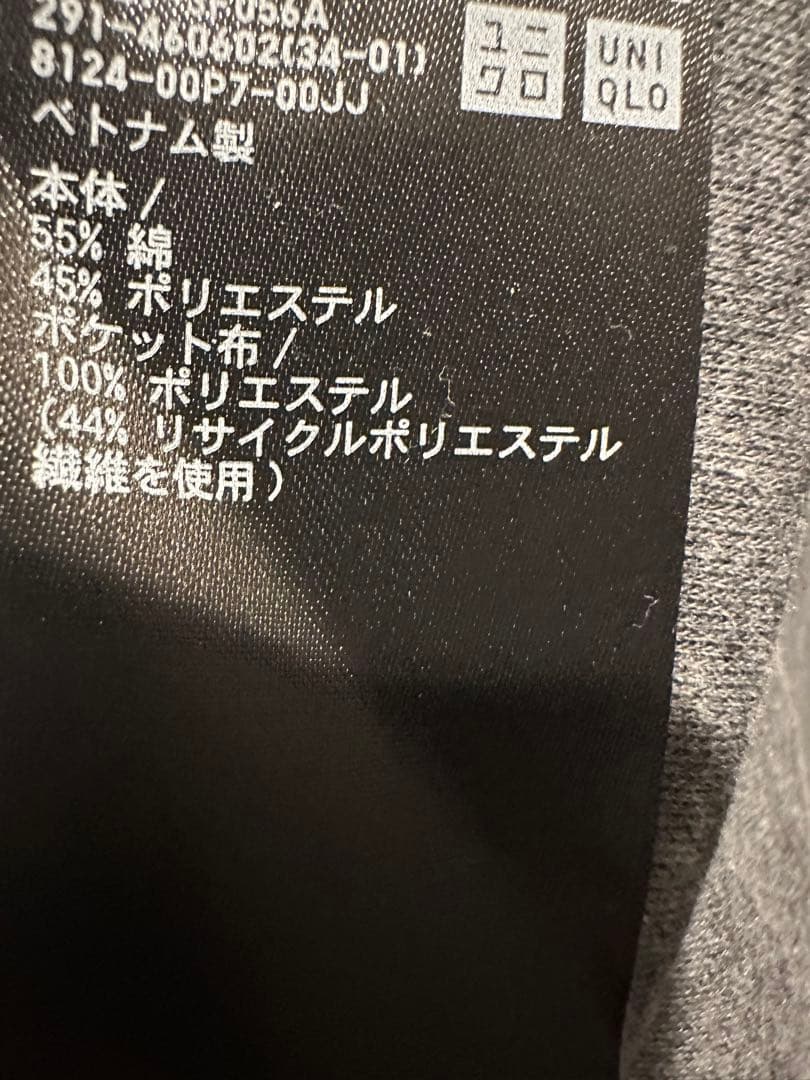 291-460602(34-01)
8124-00P7-00JJ
ユニ
クロ
UNI
QLO
ベトナム製
本体/
55% 綿
45% ポリエステル
ポケット布/
100% ポリエステル
(44% リサイクルポリエステル
繊維を使用)